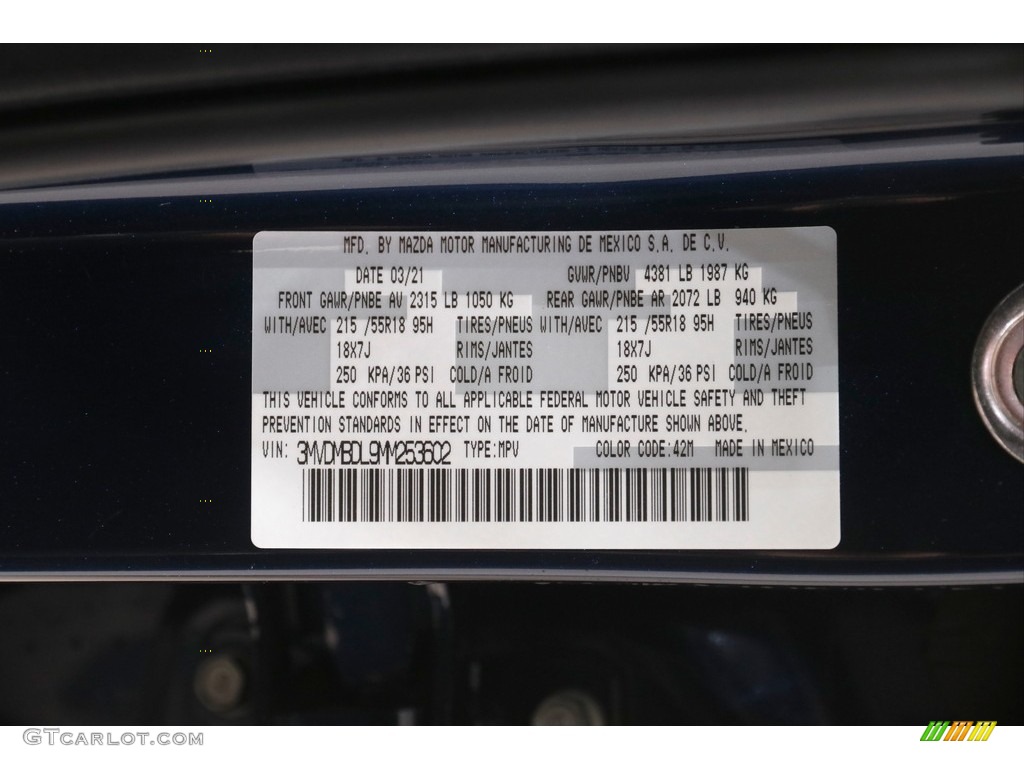 MFD. BY MAZDA MOTOR MANUFACTURING DE MEXICO S.A. DE C.V.
DATE 03/21 GVWR/PNBV 4381 LB 1987 KG
FRONT GAWR/PNBE AV 2315 LB 1050 KG REAR GAWR/PNBE AR 2072 LB 940 KG
WITH/AVEC 215 /55R18 95H TIRES/PNEUS WITH/AVEC 215 /55R18 95H TIRES/PNEUS
18X7J RIMS/JANTES 18X7J RIMS/JANTES
250 KPA/36 PSI COLD/A FROID 250 KPA/36 PSI COLD/A FROID
THIS VEHICLE CONFORMS TO ALL APPLICABLE FEDERAL MOTOR VEHICLE SAFETY AND THEFT
PREVENTION STANDARDS IN EFFECT ON THE DATE OF MANUFACTURE SHOWN ABOVE.
VIN: 3MVDMBDL9MM253602 TYPE:MPV COLOR CODE:42M MADE IN MEXICO
GTCarlot.com